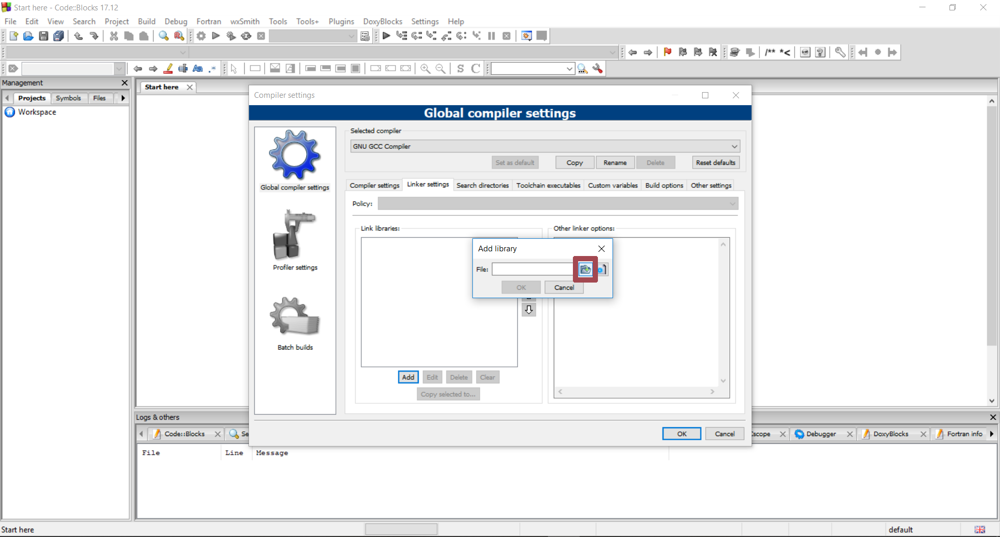 Start here - Code::Blocks 17.12
File Edit View Search Project Build Debug Fortran wxSmith Tools Tools+ Plugins DoxyBlocks Settings Help
/** *<
Aa .*
S C
Management
Start here
Projects Symbols Files
Workspace
Compiler settings
Global compiler settings
Global compiler settings
Profiler settings
Batch builds
Selected compiler
GNU GCC Compiler
Set as default Copy Rename Delete Reset defaults
Compiler settings Linker settings Search directories Toolchain executables Custom variables Build options Other settings
Policy:
Link libraries:
Other linker options:
Add library
File:
OK Cancel
Add Edit Delete Clear
Copy selected to...
OK Cancel
Logs & others
Code::Blocks Se Cscope Debugger DoxyBlocks Fortran info
File Line Message
Start here default